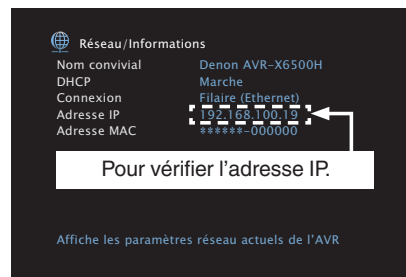 Réseau/Informations
Nom convivial Denon AVR-X6500H
DHCP Marche
Connexion Filaire (Ethernet)
Adresse IP 192.168.100.19
Adresse MAC ******-000000
Pour vérifier l’adresse IP.
Affiche les paramètres réseau actuels de l’AVR